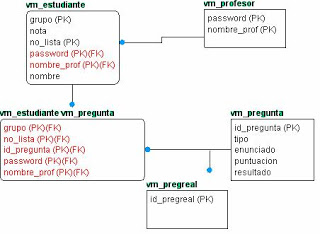 vm_estudiante
grupo (PK)
nota
no_lista (PK)
password (PK)(FK)
nombre_prof (PK)(FK)
nombre
vm_profesor
password (PK)
nombre_prof (PK)
vm_estudiante vm_pregunta
grupo (PK)(FK)
no_lista (PK)(FK)
id_pregunta (PK)(FK)
password (PK)(FK)
nombre_prof (PK)(FK)
vm_pregunta
id_pregunta (PK)
tipo
enunciado
puntuacion
resultado
vm_pregreal
id_pregreal (PK)